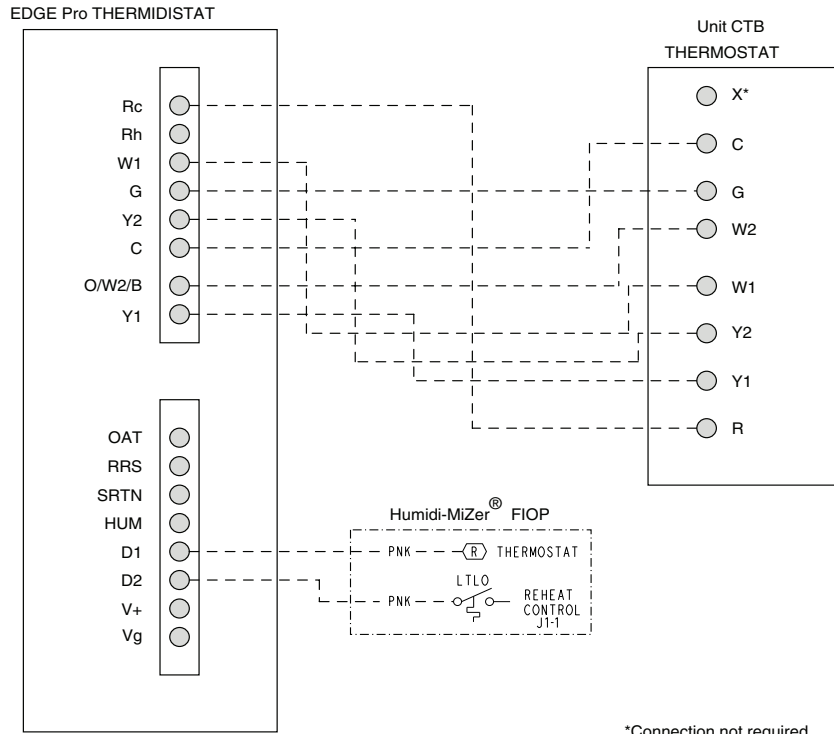 EDGE Pro THERMIDISTAT
Unit CTB
THERMOSTAT
Rc
Rh
W1
G
Y2
C
O/W2/B
Y1
X*
C
G
W2
W1
Y2
Y1
R
OAT
RRS
SRTN
HUM
D1
D2
V+
Vg
Humidi-MiZer® FIOP
PNK R THERMOSTAT
LTLO
PNK REHEAT
CONTROL
J1-1
*Connection not required.